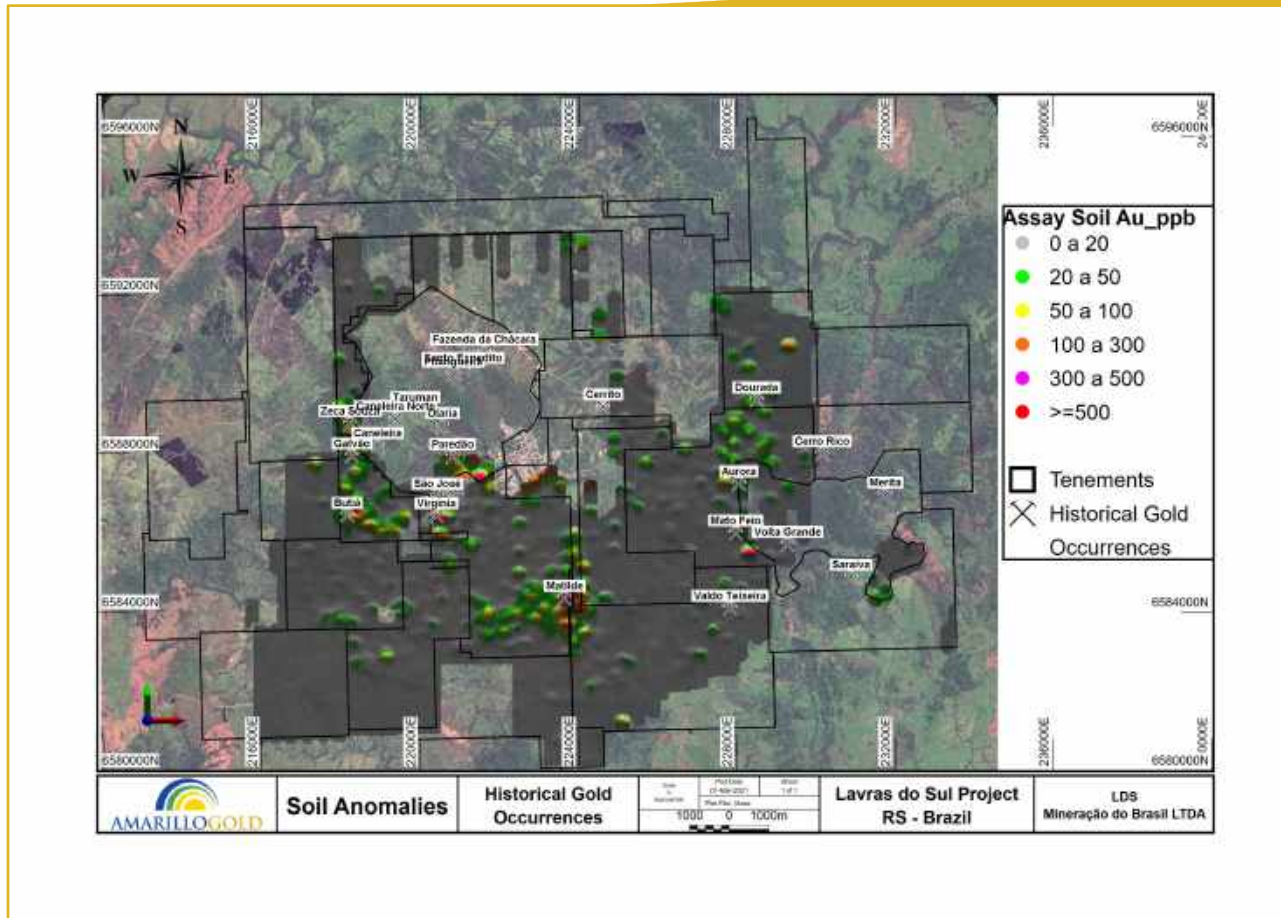 6596000N
216000E
220000E
224000E
228000E
232000E
236000E
6596000N
N
W
E
S
6592000N
6588000N
6584000N
6580000N
Fazenda da Chácara
Taruman
Caneleira Norte
Zeca Souza
Olaria
Caneleira
Galvão
Paredão
São José
Butiá
Virginia
Cerrito
Dourada
Cerro Rico
Aurora
Merita
Mato Feio
Volta Grande
Saraiva
Matilde
Valdo Teixeira
216000E
220000E
224000E
228000E
232000E
236000E
6584000N
6580000N
Assay Soil Au_ppb
0 a 20
20 a 50
50 a 100
100 a 300
300 a 500
>=500
Tenements
Historical Gold
Occurrences
AMARILLOGOLD
Soil Anomalies
Historical Gold
Occurrences
1000 0 1000m
Lavras do Sul Project
RS - Brazil
LDS
Mineração do Brasil LTDA